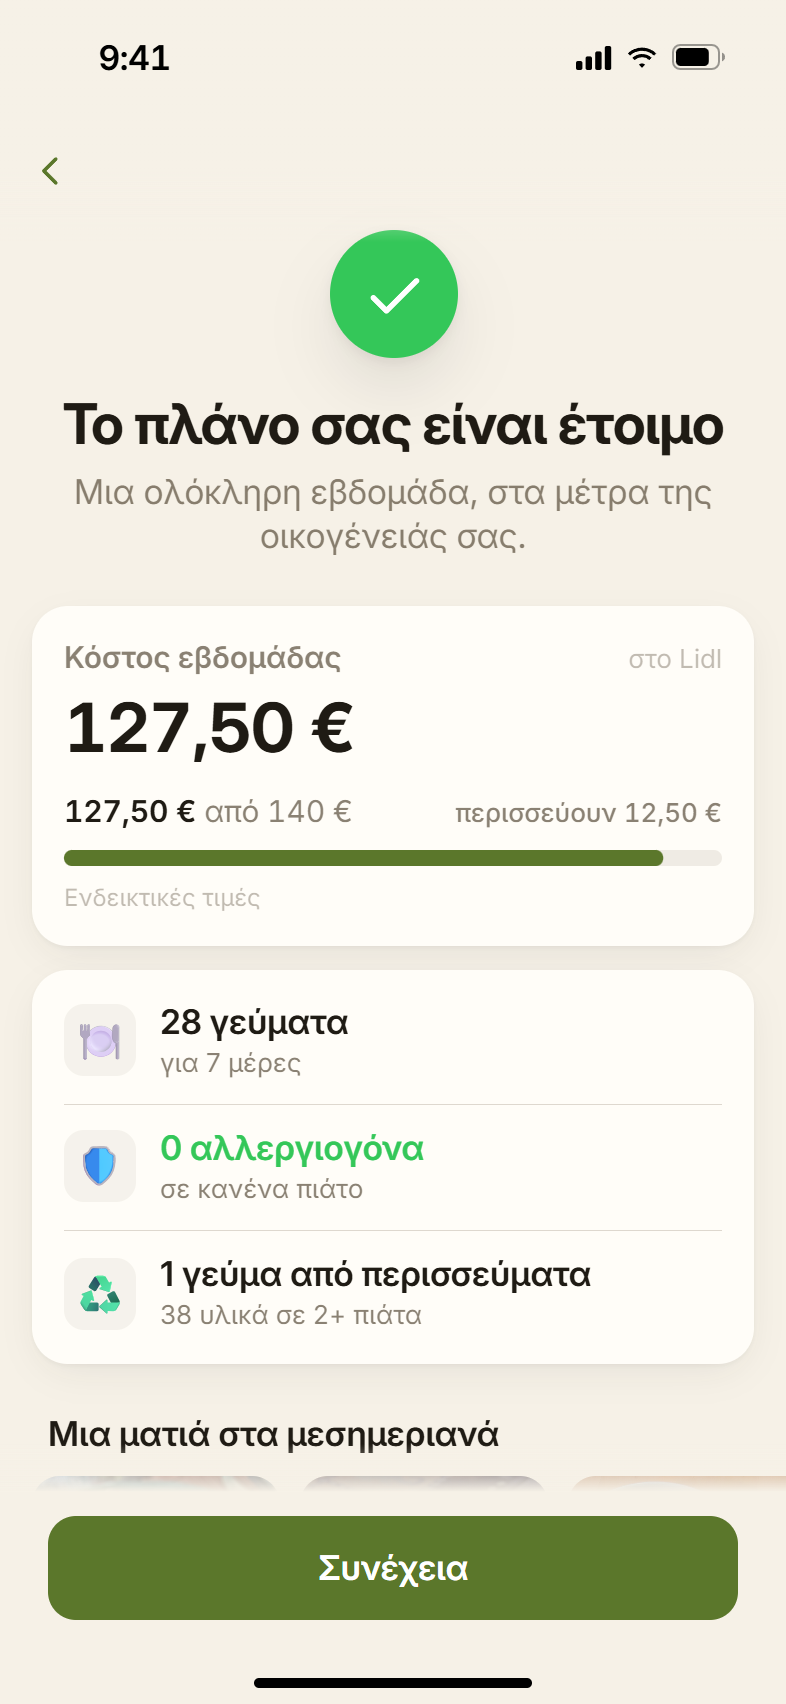 9:41
Το πλάνο σας είναι έτοιμο
Μια ολόκληρη εβδομάδα, στα μέτρα της
οικογένειάς σας.
Κόστος εβδομάδας
στο Lidl
127,50 €
127,50 € από 140 €
περισσεύουν 12,50 €
Ενδεικτικές τιμές
28 γεύματα
για 7 μέρες
0 αλλεργιογόνα
σε κανένα πιάτο
1 γεύμα από περισσεύματα
38 υλικά σε 2+ πιάτα
Μια ματιά στα μεσημεριανά
Συνέχεια